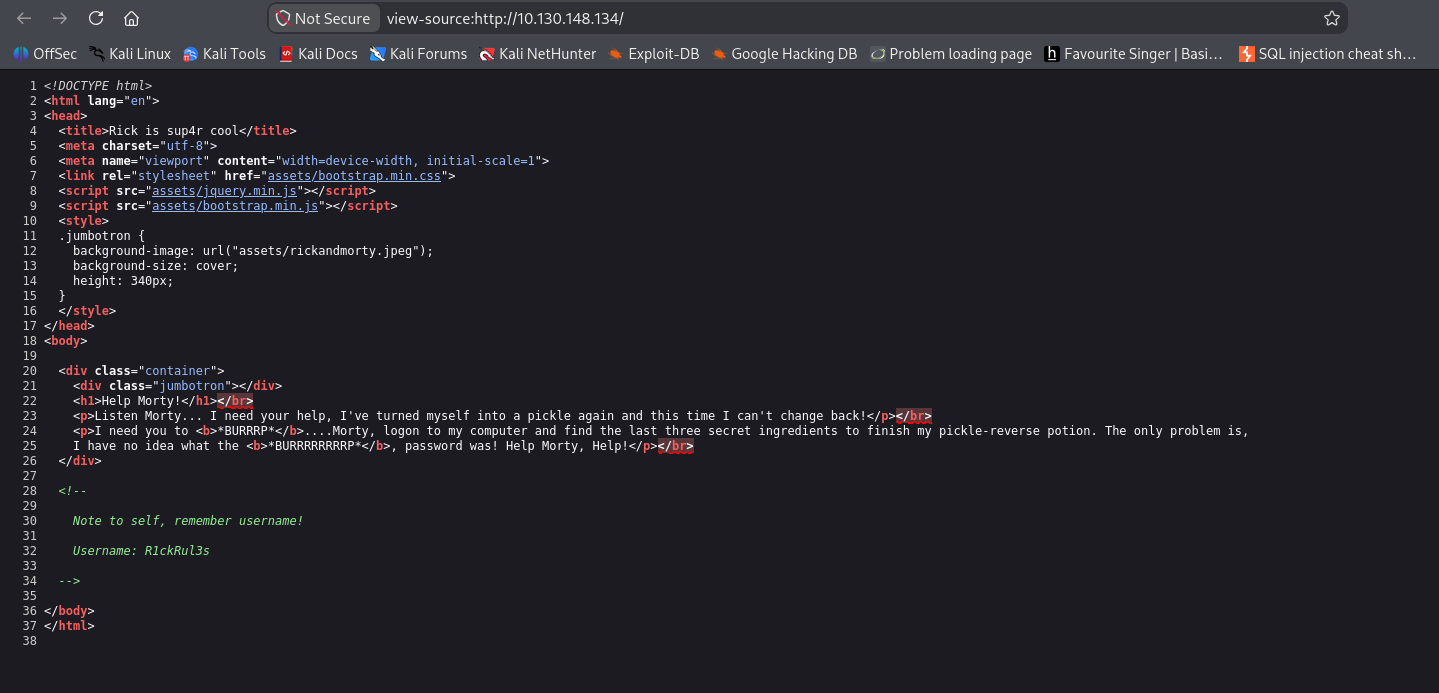 Not Secure view-source:http://10.130.148.134/
OffSec Kali Linux Kali Tools Kali Docs Kali Forums Kali NetHunter Exploit-DB Google Hacking DB Problem loading page Favourite Singer | Basi… SQL injection cheat sh…
1 <!DOCTYPE html>
2 <html lang="en">
3 <head>
4   <title>Rick is sup4r cool</title>
5   <meta charset="utf-8">
6   <meta name="viewport" content="width=device-width, initial-scale=1">
7   <link rel="stylesheet" href="assets/bootstrap.min.css">
8   <script src="assets/jquery.min.js"></script>
9   <script src="assets/bootstrap.min.js"></script>
10   <style>
11   .jumbotron {
12     background-image: url("assets/rickandmorty.jpeg");
13     background-size: cover;
14     height: 340px;
15   }
16   </style>
17 </head>
18 <body>
19
20   <div class="container">
21     <div class="jumbotron"></div>
22     <h1>Help Morty!</h1></br>
23     <p>Listen Morty... I need your help, I've turned myself into a pickle again and this time I can't change back!</p></br>
24     <p>I need you to <b>*BURRRP*</b>....Morty, logon to my computer and find the last three secret ingredients to finish my pickle-reverse potion. The only problem is,
25     I have no idea what the <b>*BURRRRRRRRP*</b>, password was! Help Morty, Help!</p></br>
26   </div>
27
28   <!--
29
30     Note to self, remember username!
31
32     Username: R1ckRul3s
33
34   -->
35
36 </body>
37 </html>
38